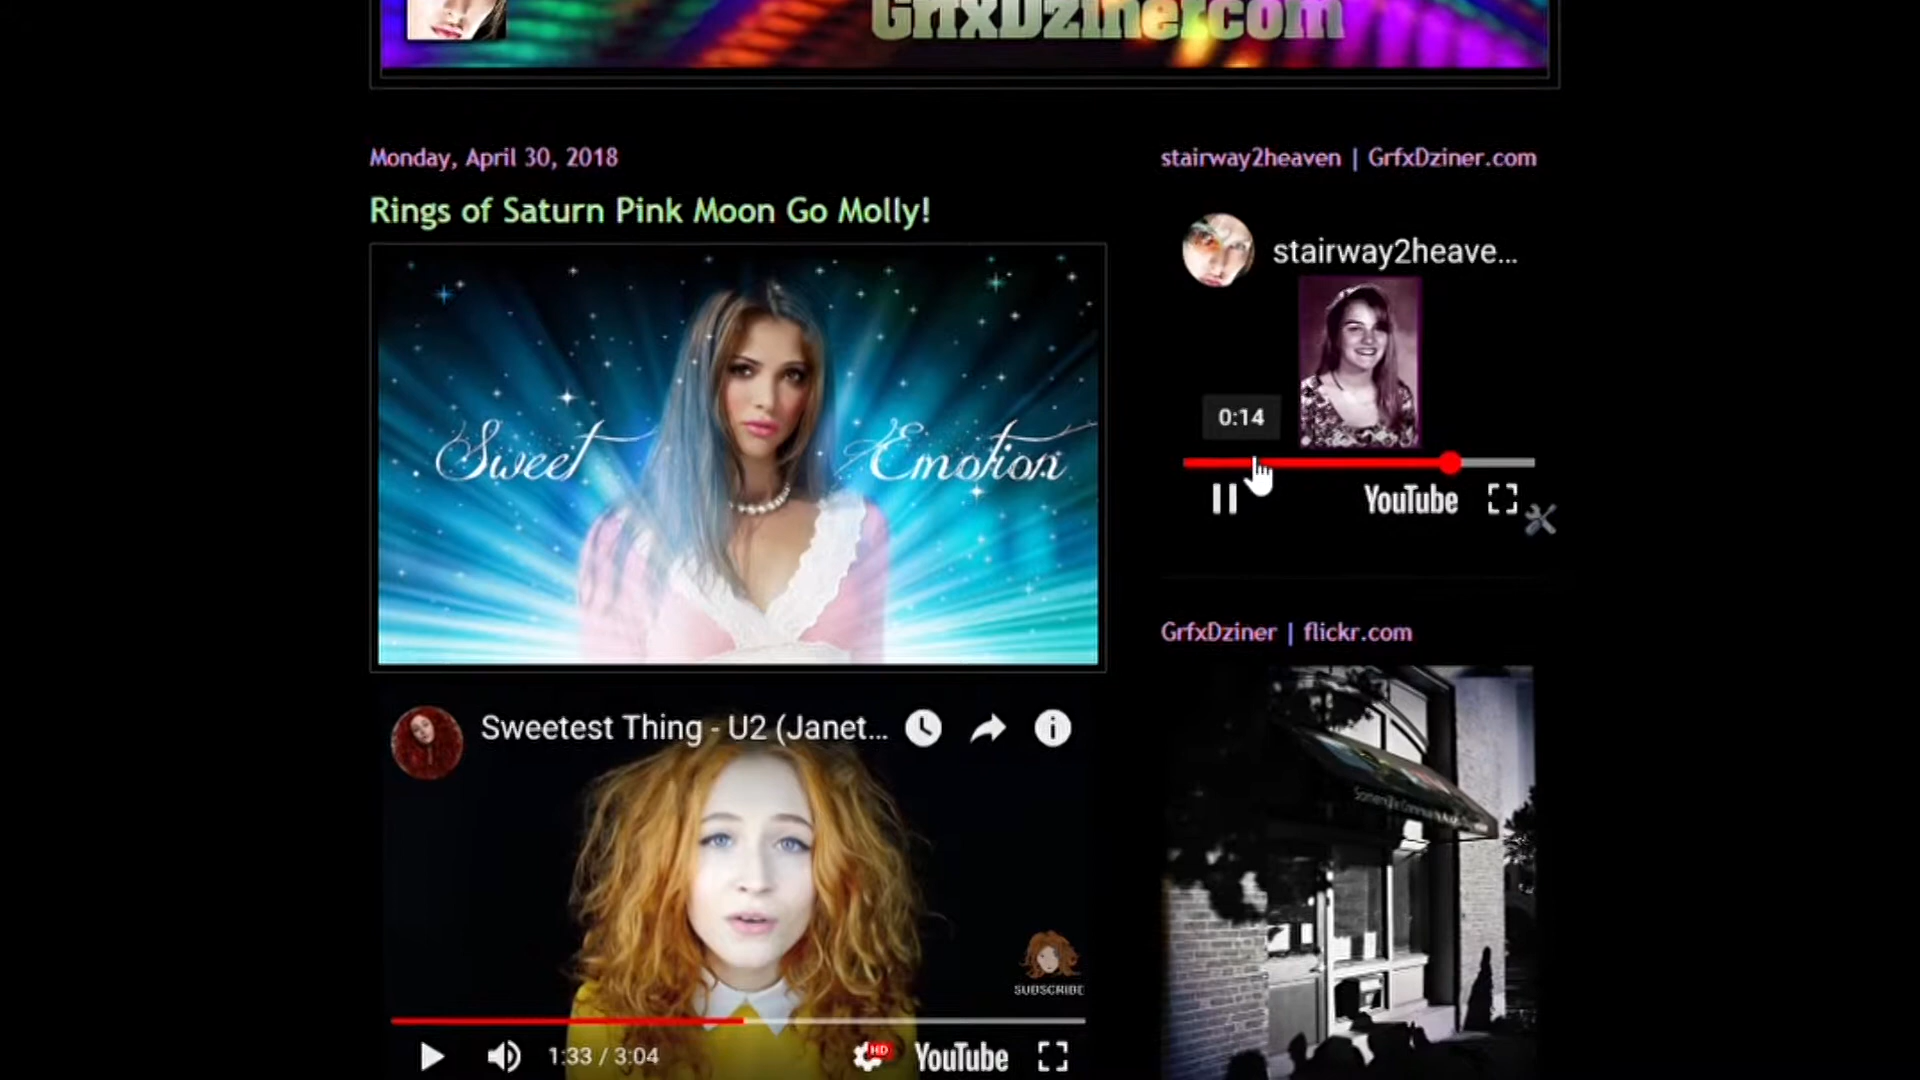 GrfxDziner.com
Monday, April 30, 2018
Rings of Saturn Pink Moon Go Molly!
Sweet Emotion
Sweetest Thing - U2 (Janet...
SUBSCRIBE
1:33 / 3:04
HD
YouTube
stairway2heaven | GrfxDziner.com
stairway2heave...
0:14
YouTube
GrfxDziner | flickr.com